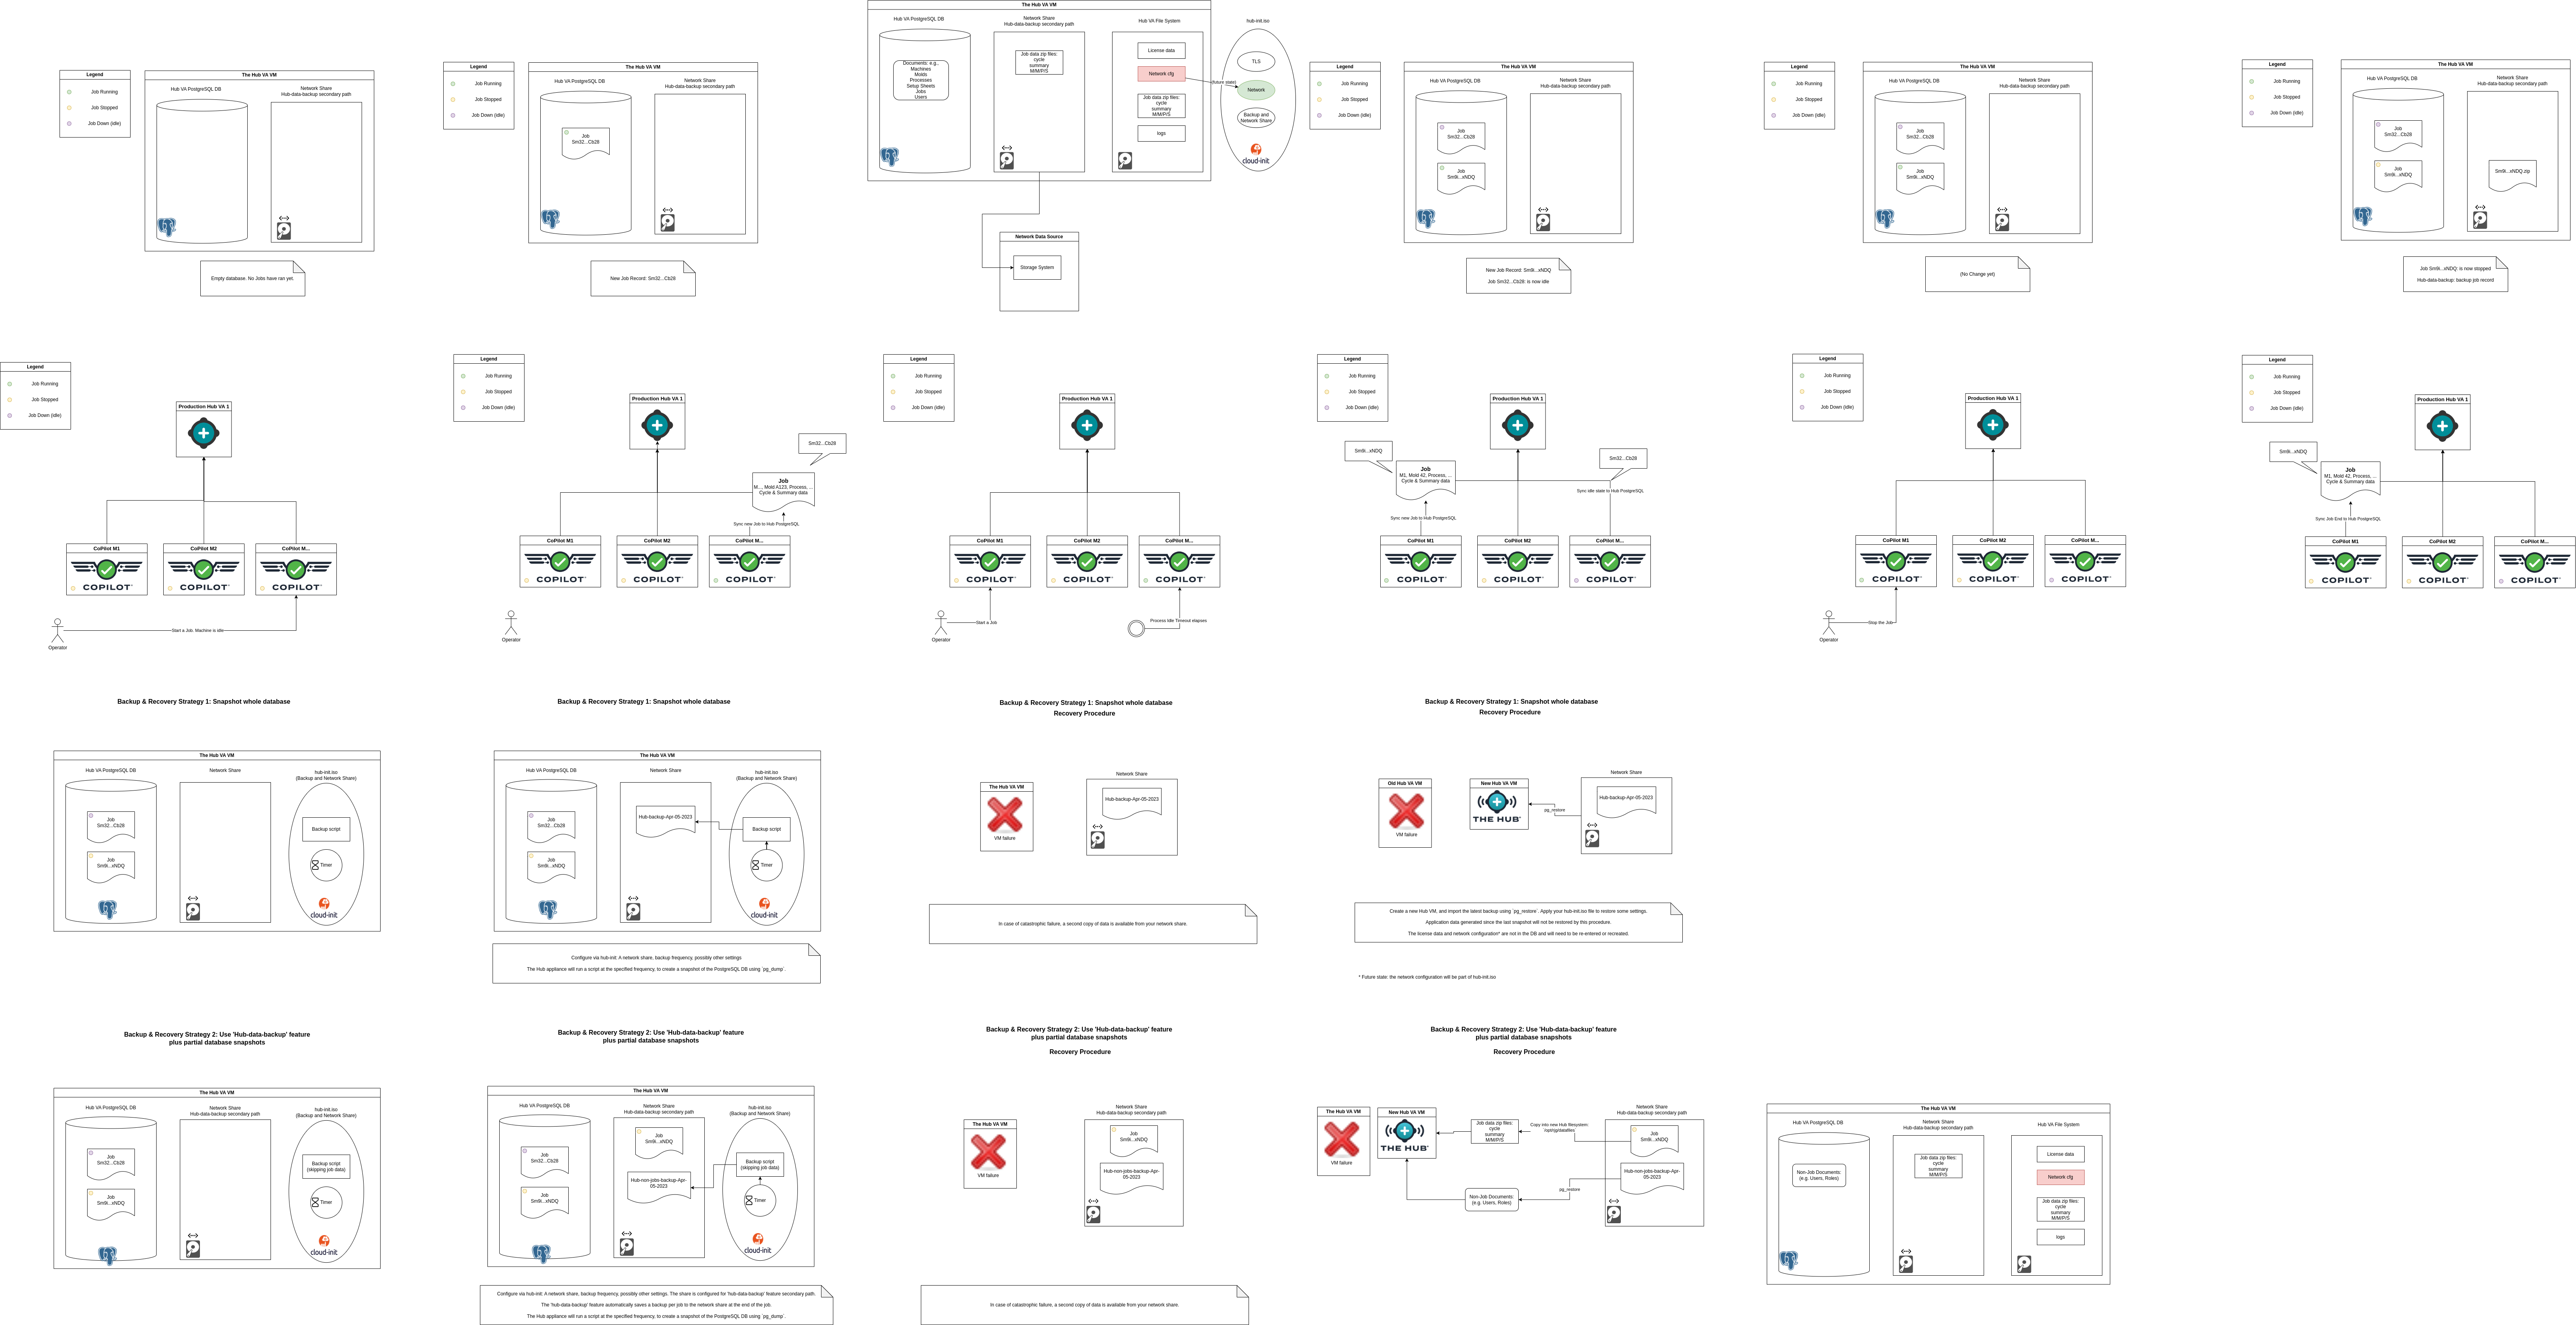 Legend
Job Running
Job Stopped
Job Down (idle)
The Hub VA VM
Hub VA PostgreSQL DB
Network Share
Hub-data-backup secondary path
Empty database. No Jobs have ran yet.
Legend
Job Running
Job Stopped
Job Down (idle)
The Hub VA VM
Hub VA PostgreSQL DB
Network Share
Hub-data-backup secondary path
Job
Sm32...Cb28
New Job Record: Sm32...Cb28
The Hub VA VM
Hub VA PostgreSQL DB
Documents: e.g.,
Machines
Molds
Processes
Setup Sheets
Jobs
Users
Network Share
Hub-data-backup secondary path
Job data zip files:
cycle
summary
M/M/P/S
Hub VA File System
License data
Network cfg
Job data zip files:
cycle
summary
M/M/P/S
logs
(future state)
hub-init.iso
TLS
Network
Backup and
Network Share
cloud-init
Network Data Source
Storage System
Legend
Job Running
Job Stopped
Job Down (idle)
The Hub VA VM
Hub VA PostgreSQL DB
Network Share
Hub-data-backup secondary path
Job
Sm32...Cb28
Job
Sm9i...xNDQ
New Job Record: Sm9i...xNDQ
Job Sm32...Cb28: is now idle
Legend
Job Running
Job Stopped
Job Down (idle)
The Hub VA VM
Hub VA PostgreSQL DB
Network Share
Hub-data-backup secondary path
Job
Sm32...Cb28
Job
Sm9i...xNDQ
(No Change yet)
Legend
Job Running
Job Stopped
Job Down (idle)
The Hub VA VM
Hub VA PostgreSQL DB
Network Share
Hub-data-backup secondary path
Job
Sm32...Cb28
Job
Sm9i...xNDQ
Sm9i...xNDQ.zip
Job Sm9i...xNDQ: is now stopped
Hub-data-backup: backup job record
Legend
Job Running
Job Stopped
Job Down (idle)
Production Hub VA 1
CoPilot M1
COPILOT
CoPilot M2
COPILOT
CoPilot M...
COPILOT
Start a Job. Machine is idle
Operator
Legend
Job Running
Job Stopped
Job Down (idle)
Production Hub VA 1
Sm32...Cb28
Job
M..., Mold A123, Process, ...
Cycle & Summary data
Sync new Job to Hub PostgreSQL
CoPilot M1
COPILOT
CoPilot M2
COPILOT
CoPilot M...
COPILOT
Operator
Legend
Job Running
Job Stopped
Job Down (idle)
Production Hub VA 1
CoPilot M1
COPILOT
CoPilot M2
COPILOT
CoPilot M...
COPILOT
Start a Job
Process Idle Timeout elapses
Operator
Legend
Job Running
Job Stopped
Job Down (idle)
Production Hub VA 1
Sm9i...xNDQ
Job
M1, Mold 42, Process, ...
Cycle & Summary data
Sm32...Cb28
Sync idle state to Hub PostgreSQL
Sync new Job to Hub PostgreSQL
CoPilot M1
COPILOT
CoPilot M2
COPILOT
CoPilot M...
COPILOT
Legend
Job Running
Job Stopped
Job Down (idle)
Production Hub VA 1
CoPilot M1
COPILOT
CoPilot M2
COPILOT
CoPilot M...
COPILOT
Stop the Job
Operator
Legend
Job Running
Job Stopped
Job Down (idle)
Production Hub VA 1
Sm9i...xNDQ
Job
M1, Mold 42, Process, ...
Cycle & Summary data
Sync Job End to Hub PostgreSQL
CoPilot M1
COPILOT
CoPilot M2
COPILOT
CoPilot M...
COPILOT
Backup & Recovery Strategy 1: Snapshot whole database
The Hub VA VM
Hub VA PostgreSQL DB
Job
Sm32...Cb28
Job
Sm9i...xNDQ
Network Share
hub-init.iso
(Backup and Network Share)
Backup script
Timer
cloud-init
Backup & Recovery Strategy 1: Snapshot whole database
The Hub VA VM
Hub VA PostgreSQL DB
Job
Sm32...Cb28
Job
Sm9i...xNDQ
Network Share
Hub-backup-Apr-05-2023
hub-init.iso
(Backup and Network Share)
Backup script
Timer
cloud-init
Configure via hub-init: A network share, backup frequency, possibly other settings
The Hub appliance will run a script at the specified frequency, to create a snapshot of the PostgreSQL DB using `pg_dump`.
Backup & Recovery Strategy 1: Snapshot whole database
Recovery Procedure
The Hub VA VM
VM failure
Network Share
Hub-backup-Apr-05-2023
In case of catastrophic failure, a second copy of data is available from your network share.
Backup & Recovery Strategy 1: Snapshot whole database
Recovery Procedure
Old Hub VA VM
VM failure
New Hub VA VM
THE HUB
pg_restore
Network Share
Hub-backup-Apr-05-2023
Create a new Hub VM, and import the latest backup using `pg_restore`. Apply your hub-init.iso file to restore some settings.
Application data generated since the last snapshot will not be restored by this procedure.
The license data and network configuration* are not in the DB and will need to be re-entered or recreated.
* Future state: the network configuration will be part of hub-init.iso
Backup & Recovery Strategy 2: Use 'Hub-data-backup' feature
plus partial database snapshots
The Hub VA VM
Hub VA PostgreSQL DB
Job
Sm32...Cb28
Job
Sm9i...xNDQ
Network Share
Hub-data-backup secondary path
hub-init.iso
(Backup and Network Share)
Backup script
(skipping job data)
Timer
cloud-init
Backup & Recovery Strategy 2: Use 'Hub-data-backup' feature
plus partial database snapshots
The Hub VA VM
Hub VA PostgreSQL DB
Job
Sm32...Cb28
Job
Sm9i...xNDQ
Network Share
Hub-data-backup secondary path
Job
Sm9i...xNDQ
Hub-non-jobs-backup-Apr-
05-2023
hub-init.iso
(Backup and Network Share)
Backup script
(skipping job data)
Timer
cloud-init
Configure via hub-init: A network share, backup frequency, possibly other settings. The share is configured for 'hub-data-backup' feature secondary path.
The 'hub-data-backup' feature automatically saves a backup per job to the network share at the end of the job.
The Hub appliance will run a script at the specified frequency, to create a snapshot of the PostgreSQL DB using `pg_dump`.
Backup & Recovery Strategy 2: Use 'Hub-data-backup' feature
plus partial database snapshots
Recovery Procedure
The Hub VA VM
VM failure
Network Share
Hub-data-backup secondary path
Job
Sm9i...xNDQ
Hub-non-jobs-backup-Apr-
05-2023
In case of catastrophic failure, a second copy of data is available from your network share.
Backup & Recovery Strategy 2: Use 'Hub-data-backup' feature
plus partial database snapshots
Recovery Procedure
The Hub VA VM
VM failure
New Hub VA VM
THE HUB
Job data zip files:
cycle
summary
M/M/P/S
Copy into new Hub filesystem:
Non-Job Documents:
(e.g. Users, Roles)
pg_restore
Network Share
Hub-data-backup secondary path
Job
Sm9i...xNDQ
Hub-non-jobs-backup-Apr-
05-2023
The Hub VA VM
Hub VA PostgreSQL DB
Non-Job Documents:
(e.g. Users, Roles)
Network Share
Hub-data-backup secondary path
Job data zip files:
cycle
summary
M/M/P/S
Hub VA File System
License data
Network cfg
Job data zip files:
cycle
summary
M/M/P/S
logs